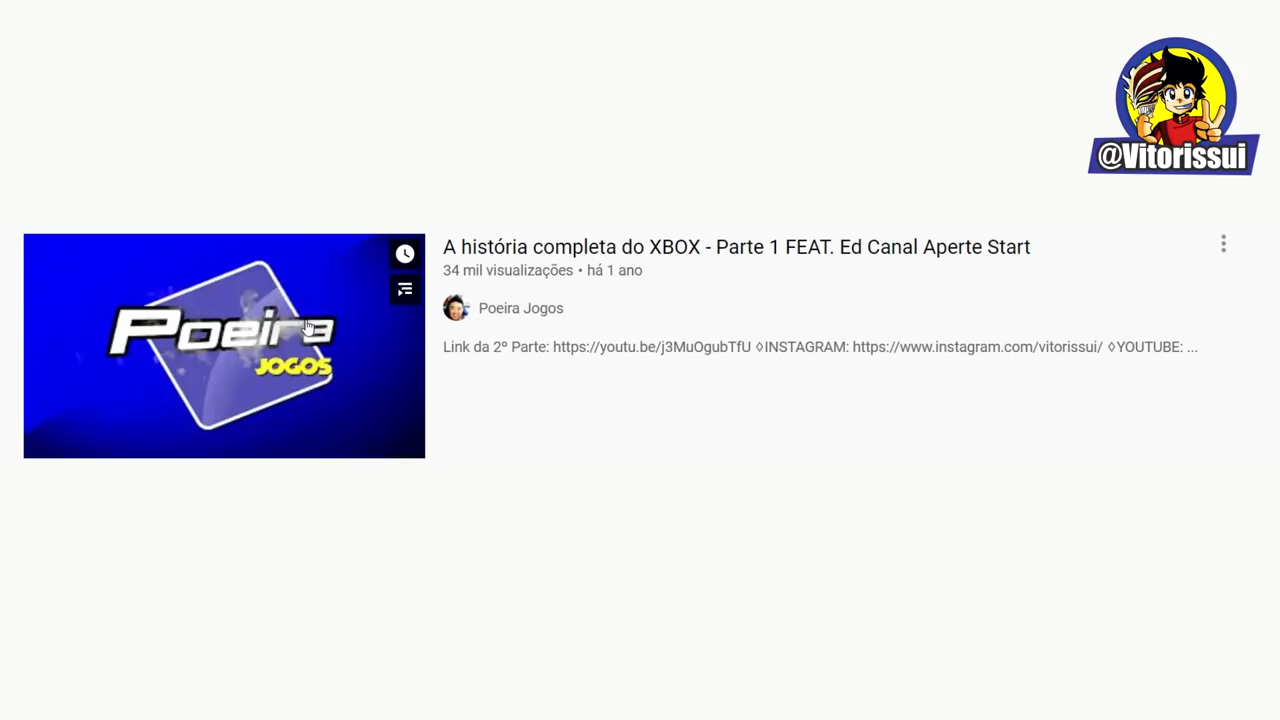 @Vitorissui
Poeira
JOGOS
A história completa do XBOX - Parte 1 FEAT. Ed Canal Aperte Start
34 mil visualizações • há 1 ano
Poeira Jogos
Link da 2º Parte: https://youtu.be/j3MuOgubTfU ◊INSTAGRAM: https://www.instagram.com/vitorissui/ ◊YOUTUBE: ...